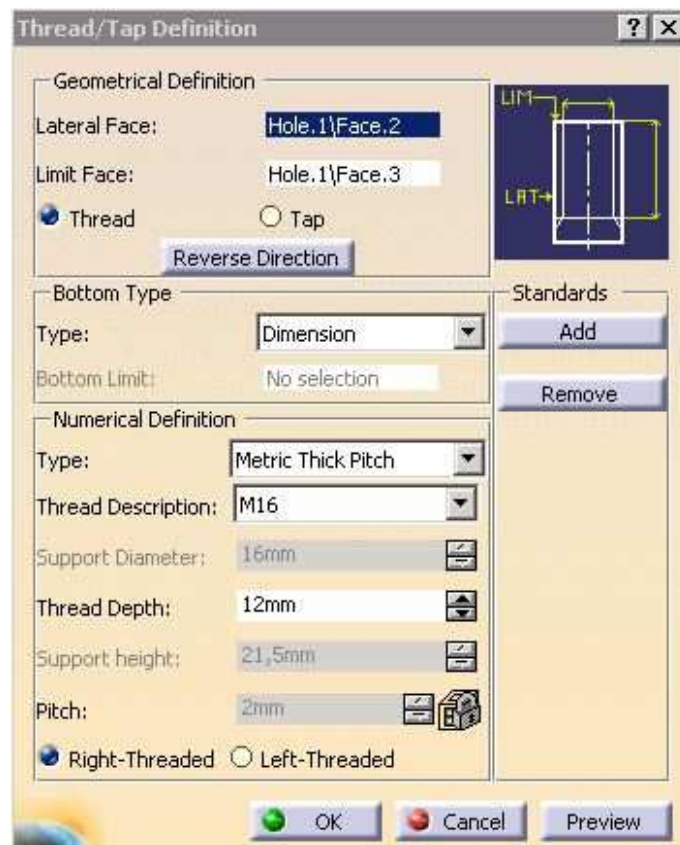 Thread/Tap Definition ? X
Geometrical Definition
Lateral Face: Hole.1\Face.2
Limit Face: Hole.1\Face.3
Thread Tap
Reverse Direction
LIM
LAT
Bottom Type
Type: Dimension
Bottom Limit: No selection
Standards
Add
Remove
Numerical Definition
Type: Metric Thick Pitch
Thread Description: M16
Support Diameter: 16mm
Thread Depth: 12mm
Support height: 21,5mm
Pitch: 2mm
Right-Threaded Left-Threaded
OK Cancel Preview